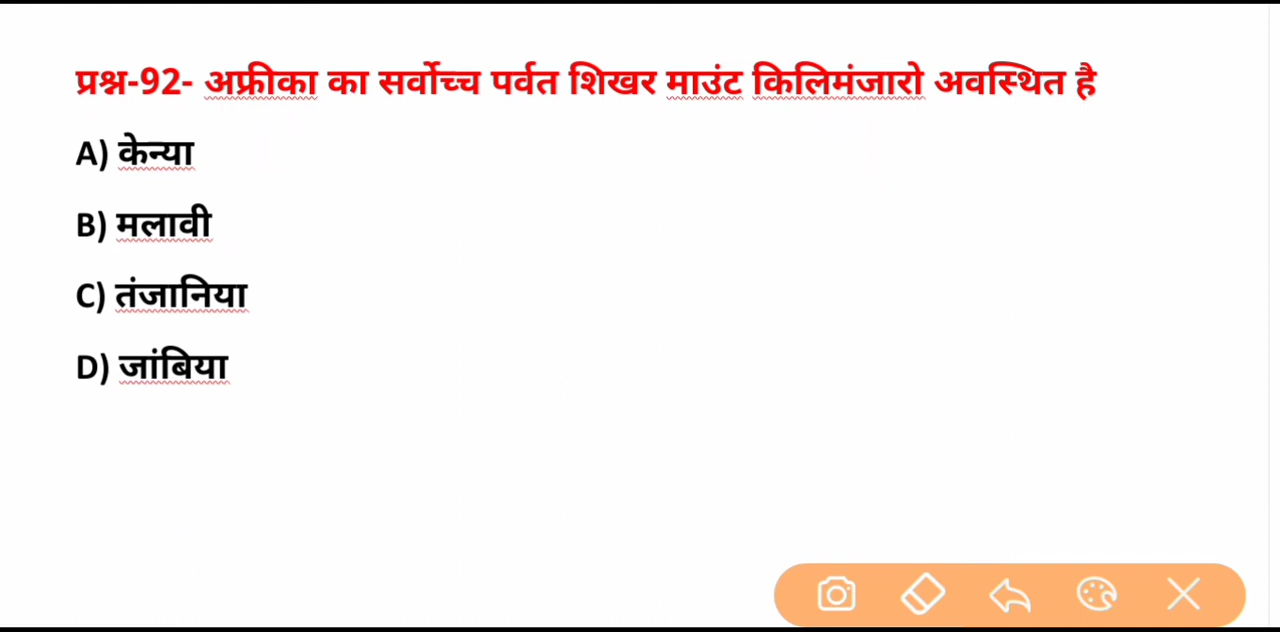 प्रश्न-92- अफ्रीका का सर्वोच्च पर्वत शिखर माउंट किलिमंजारो अवस्थित है
A) केन्या
B) मलावी
C) तंजानिया
D) जांबिया